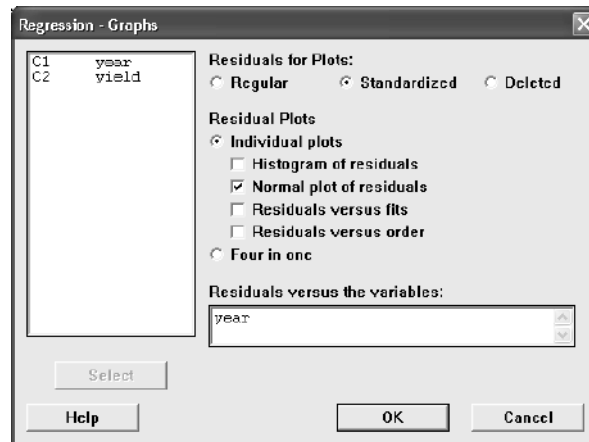 Regression - Graphs
C1 year
C2 yield
Residuals for Plots:
Regular Standardized Deleted
Residual Plots
Individual plots
Histogram of residuals
Normal plot of residuals
Residuals versus fits
Residuals versus order
Four in one
Residuals versus the variables:
year
Select
Help OK Cancel